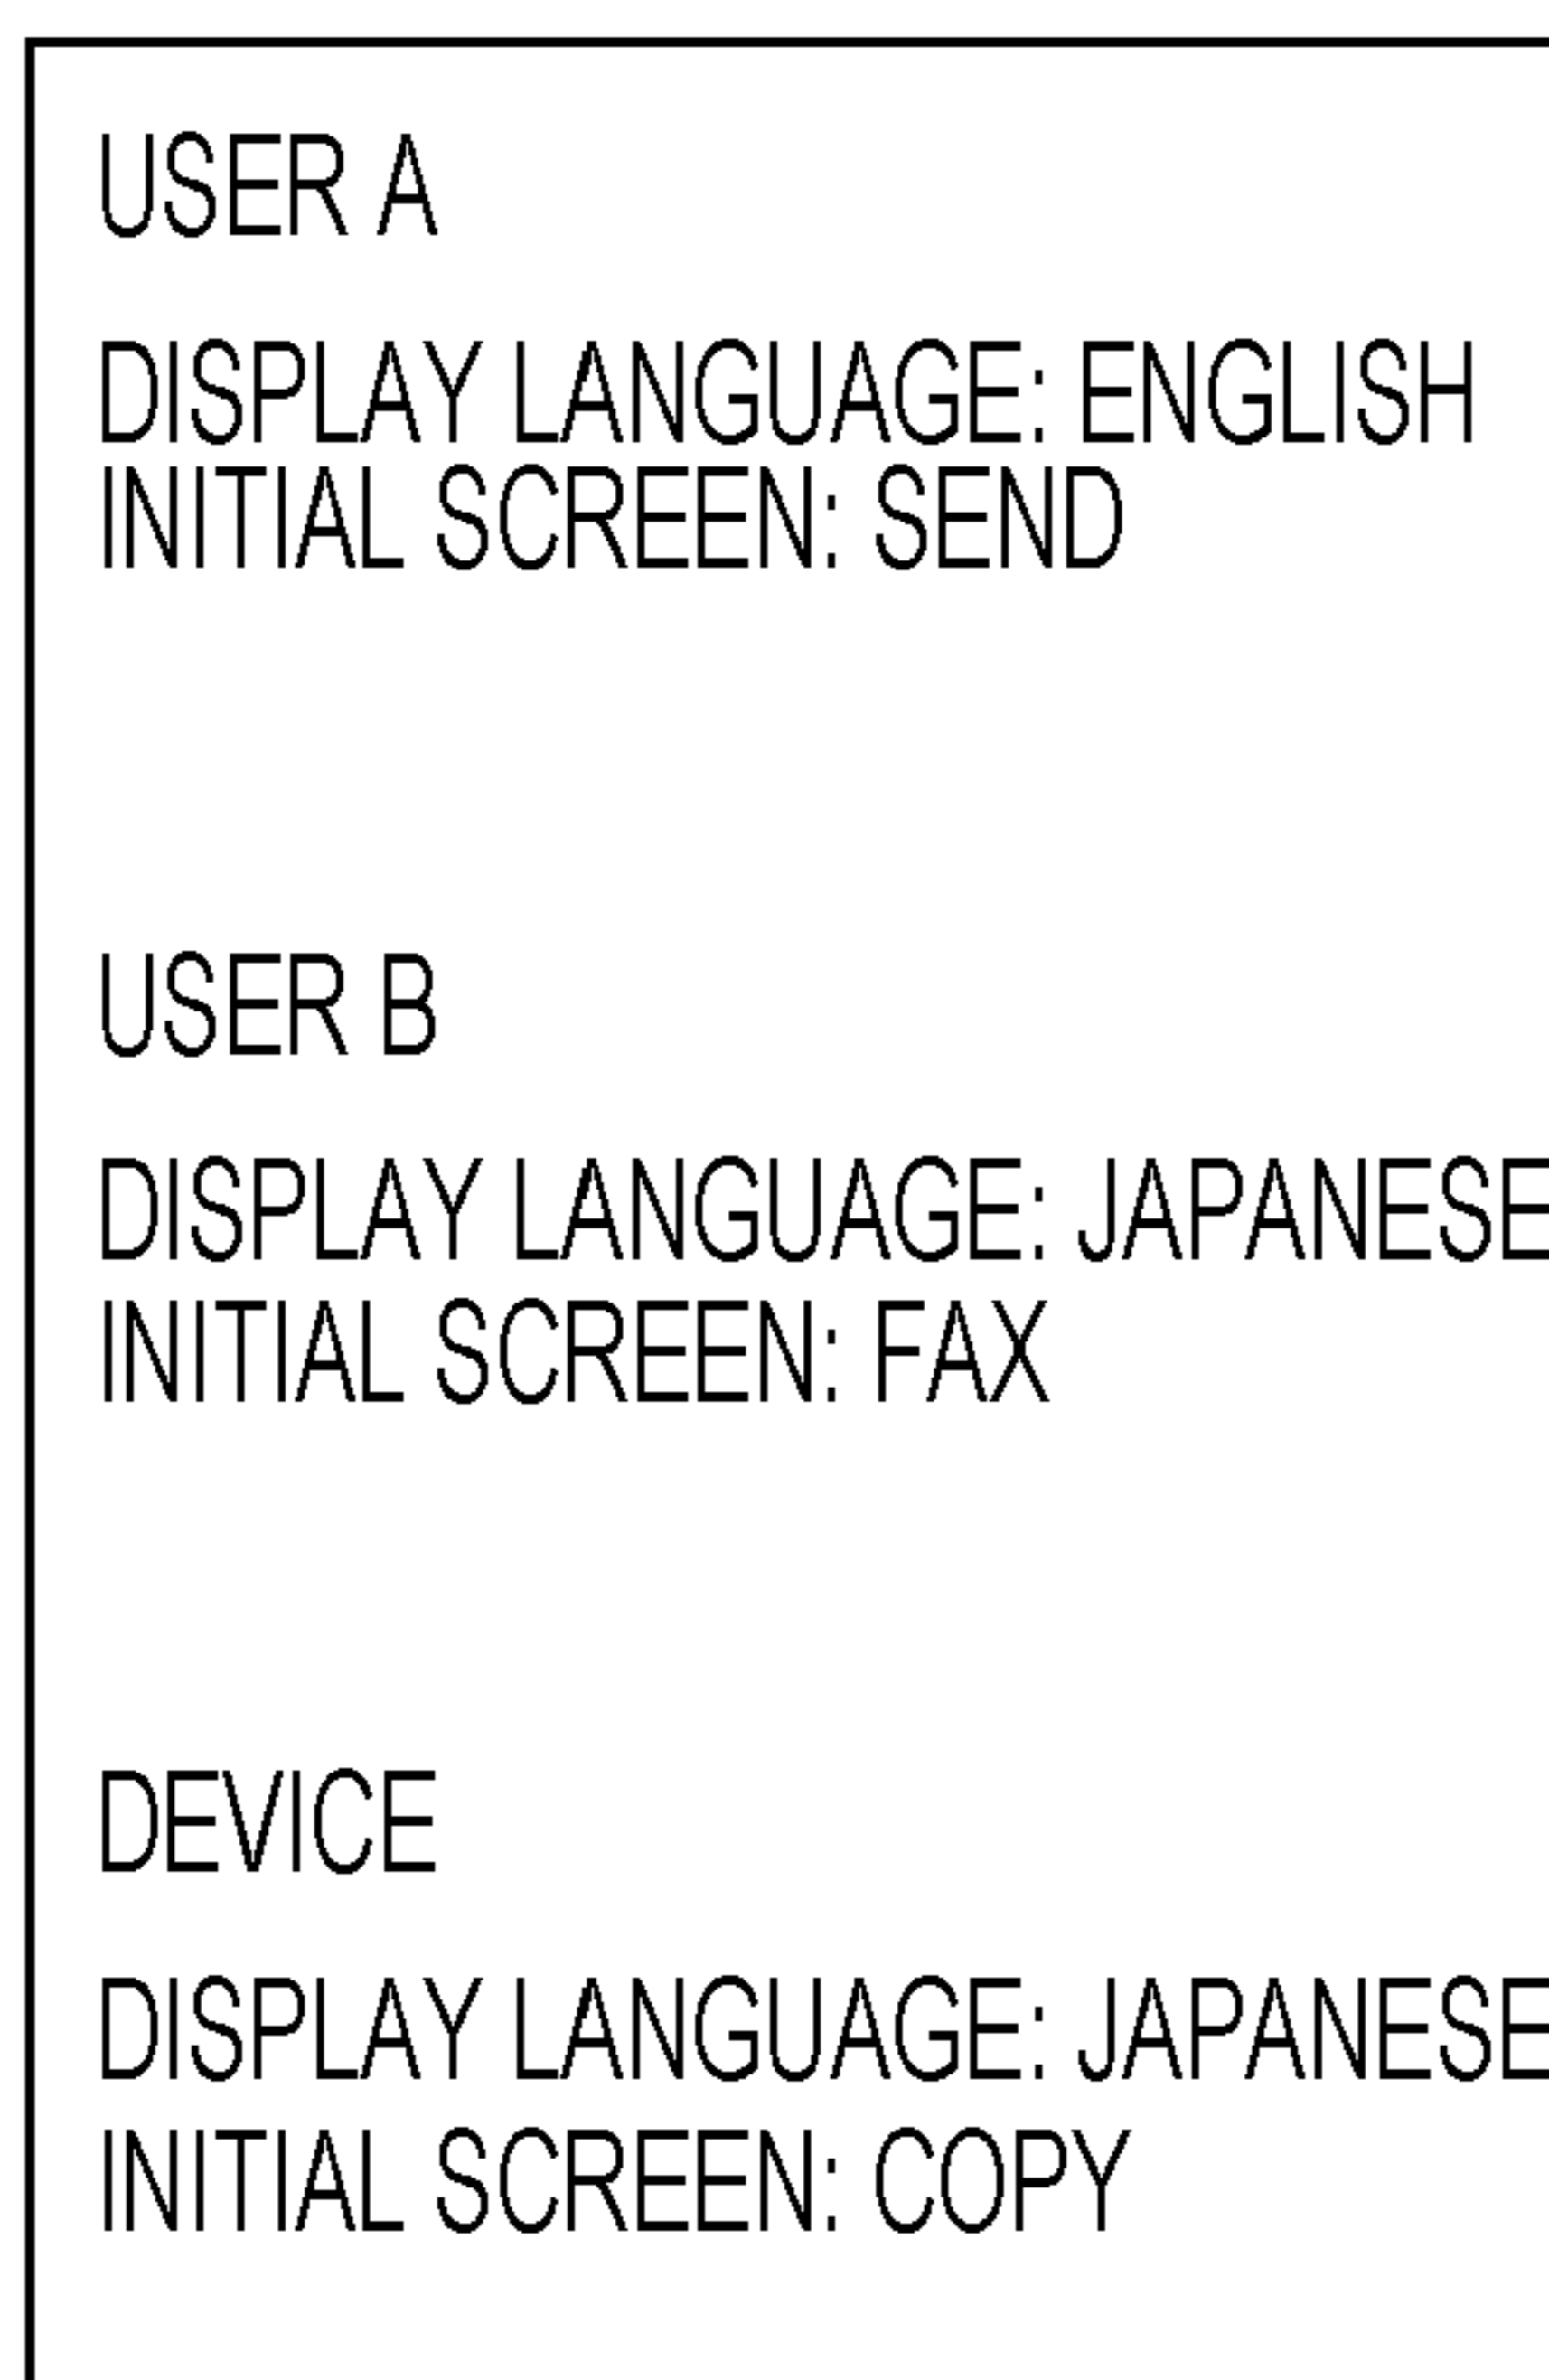 USER A
DISPLAY LANGUAGE: ENGLISH
INITIAL SCREEN: SEND
USER B
DISPLAY LANGUAGE: JAPANESE
INITIAL SCREEN: FAX
DEVICE
DISPLAY LANGUAGE: JAPANESE
INITIAL SCREEN: COPY